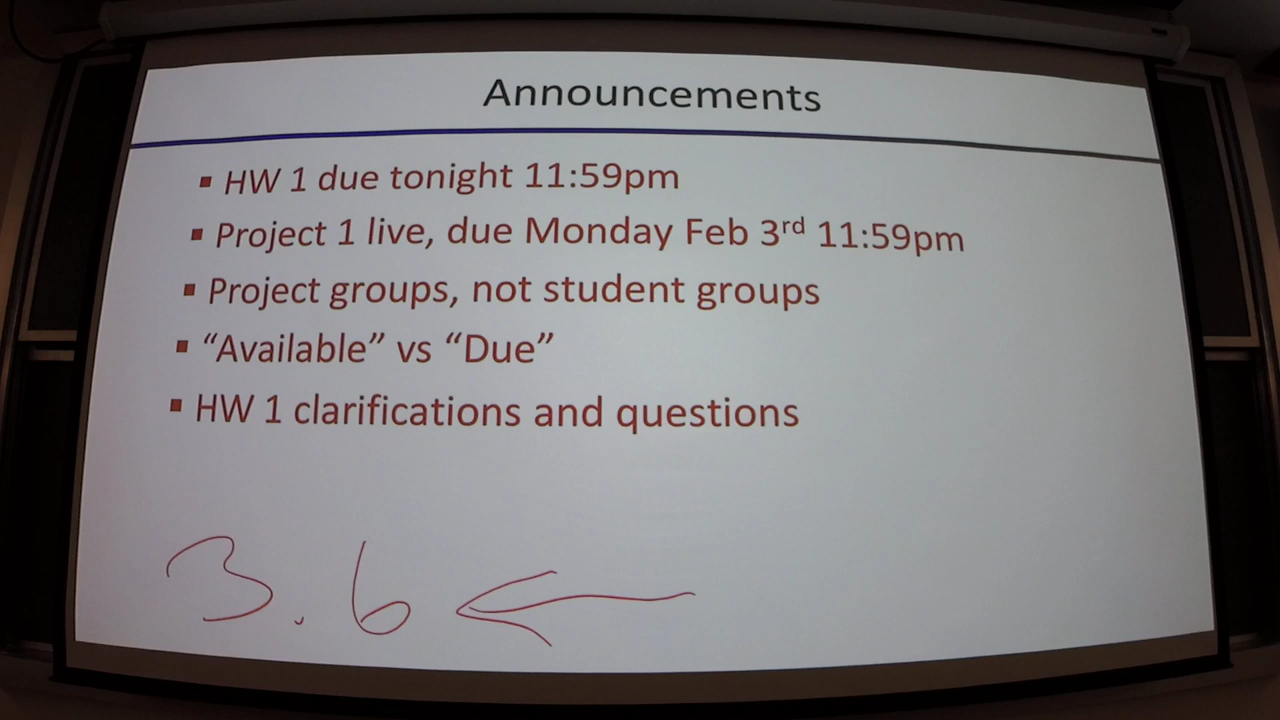 Announcements
▪ HW 1 due tonight 11:59pm
▪ Project 1 live, due Monday Feb 3rd 11:59pm
▪ Project groups, not student groups
▪ “Available” vs “Due”
▪ HW 1 clarifications and questions
3.6 ←